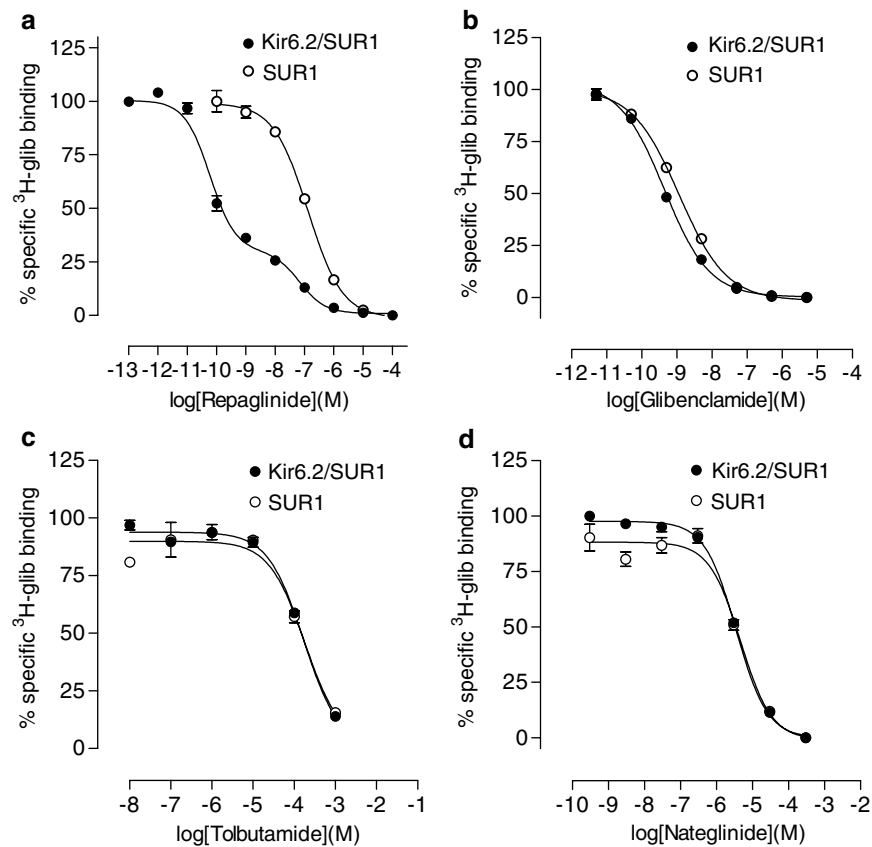 a
125
100
75
50
25
0
% specific ³H-glib binding
Kir6.2/SUR1
SUR1
-13 -12 -11 -10 -9 -8 -7 -6 -5 -4
log[Repaglinide](M)
b
125
100
75
50
25
0
% specific ³H-glib binding
Kir6.2/SUR1
SUR1
-12 -11 -10 -9 -8 -7 -6 -5 -4
log[Glibenclamide](M)
c
125
100
75
50
25
0
% specific ³H-glib binding
Kir6.2/SUR1
SUR1
-8 -7 -6 -5 -4 -3 -2 -1
log[Tolbutamide](M)
d
125
100
75
50
25
0
% specific ³H-glib binding
Kir6.2/SUR1
SUR1
-10 -9 -8 -7 -6 -5 -4 -3 -2
log[Nateglinide](M)